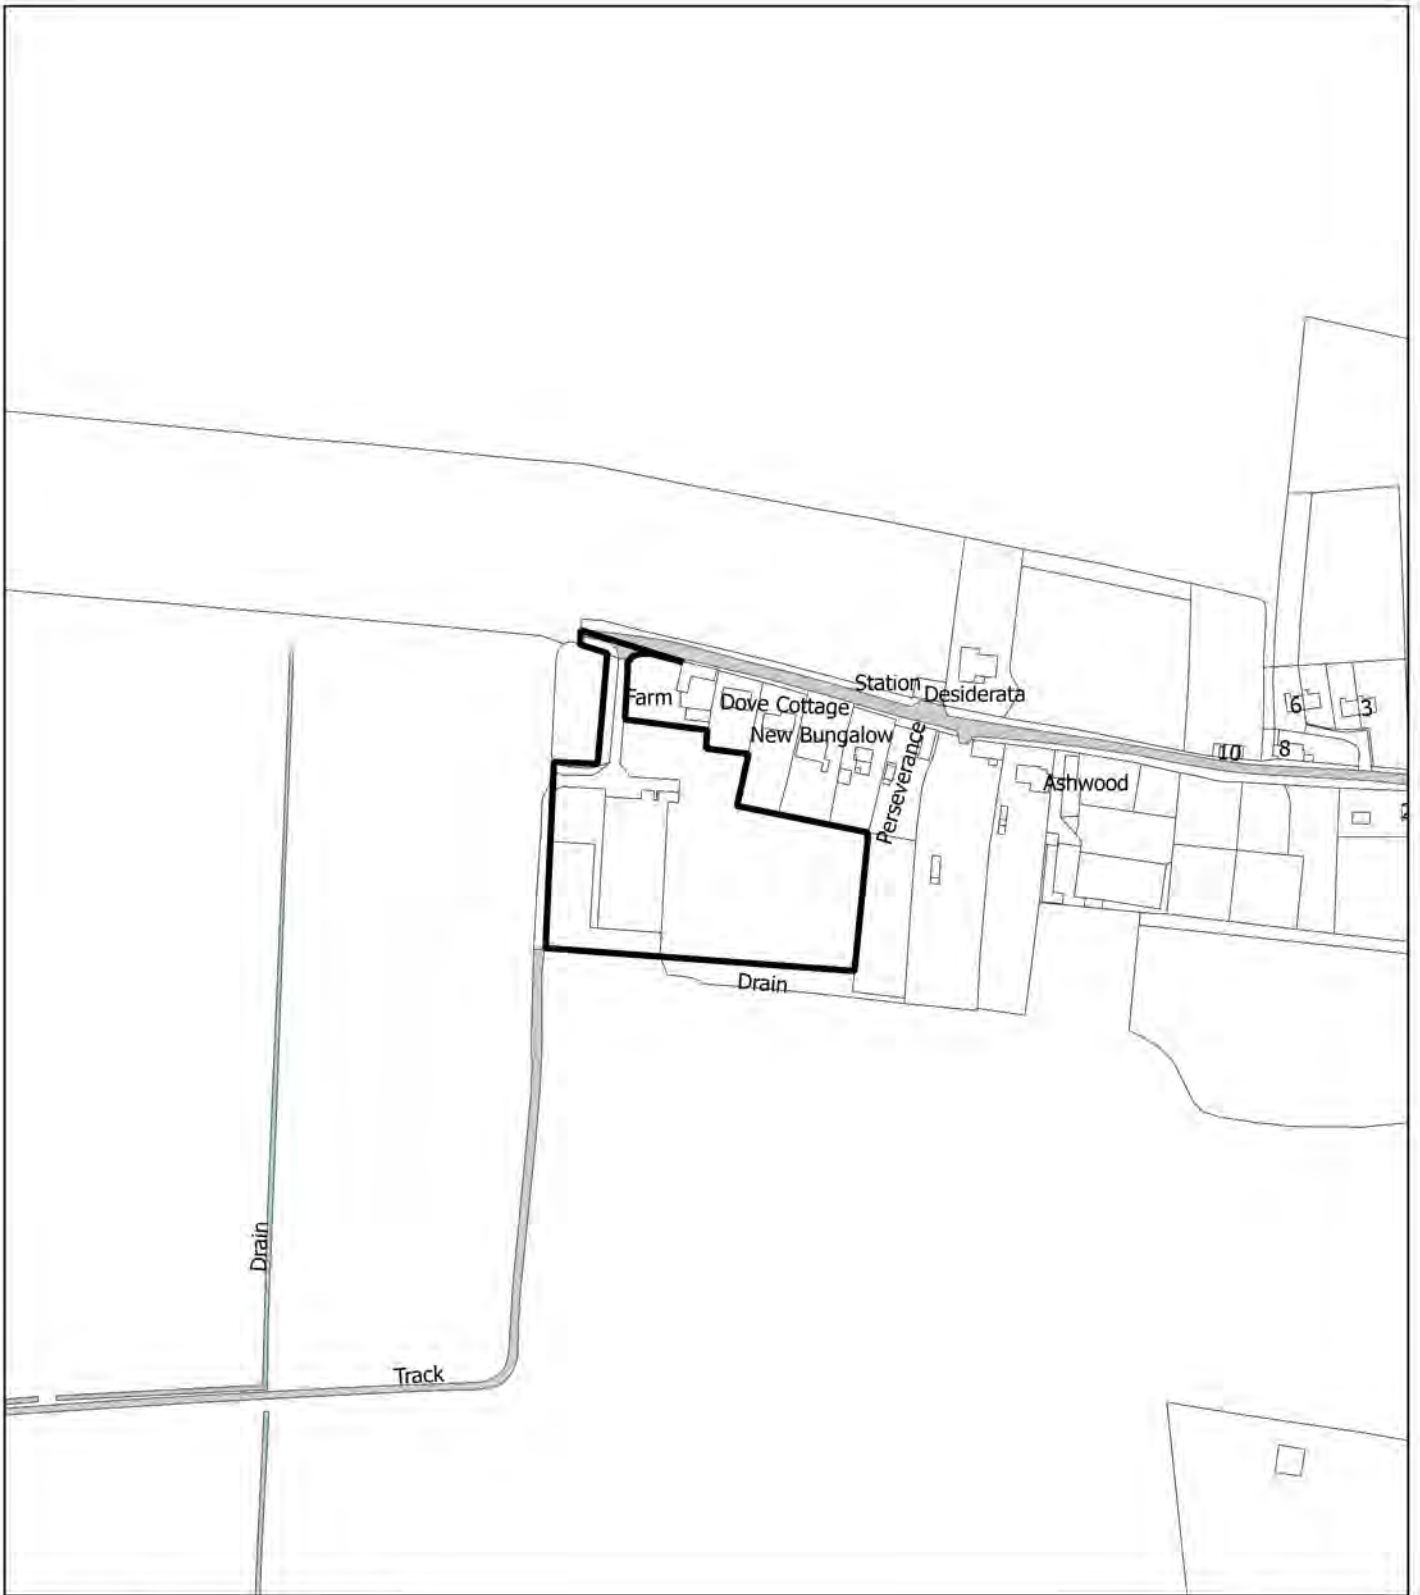 Station
Desiderata
Farm
Dove Cottage
New Bungalow
Perseverance
6
3
8
10
Ashwood
Drain
Drain
Track